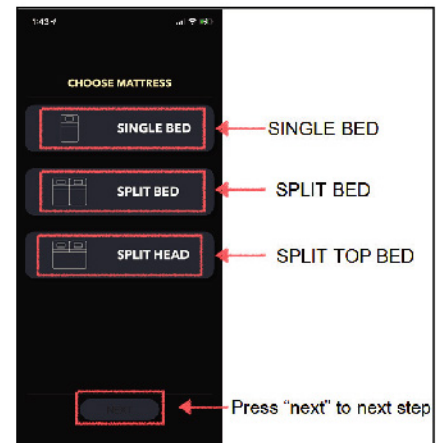 1:43
CHOOSE MATTRESS
SINGLE BED
SINGLE BED
SPLIT BED
SPLIT BED
SPLIT HEAD
SPLIT TOP BED
NEXT
Press “next” to next step